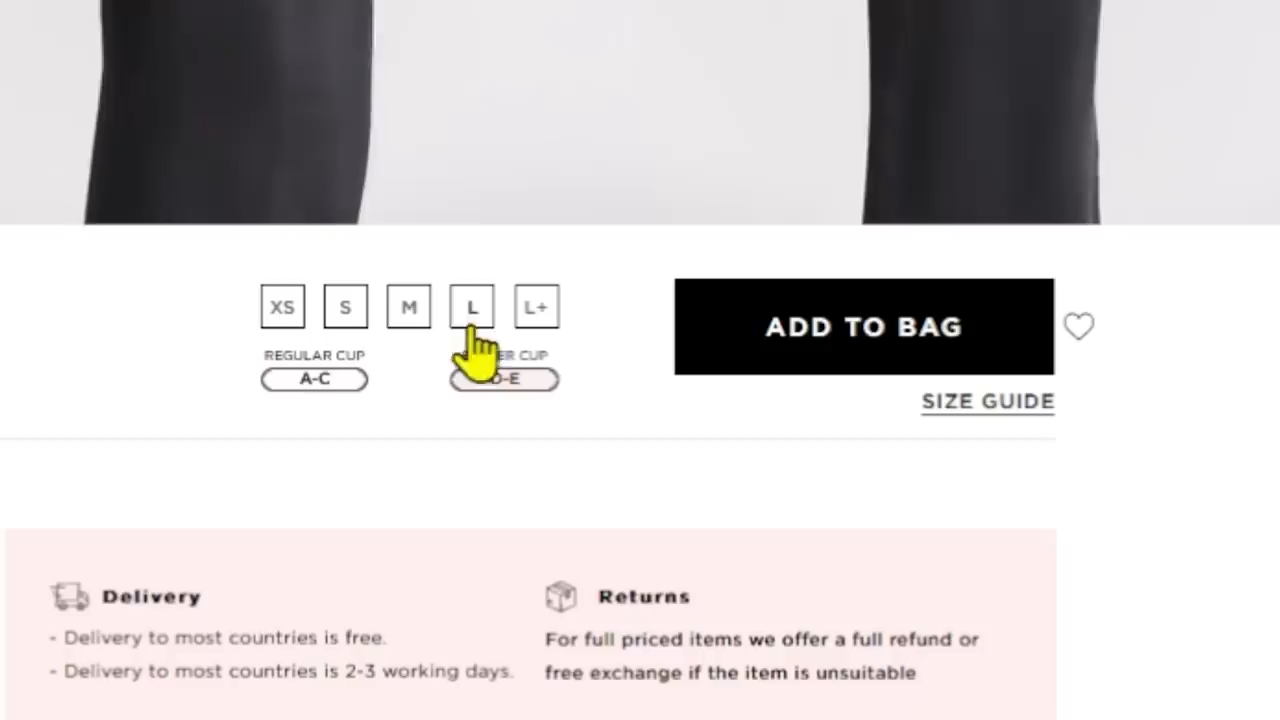 XS S M L L+
ADD TO BAG
REGULAR CUP
CUP
A-C
D-E
SIZE GUIDE
Delivery
- Delivery to most countries is free.
- Delivery to most countries is 2-3 working days.
Returns
For full priced items we offer a full refund or
free exchange if the item is unsuitable